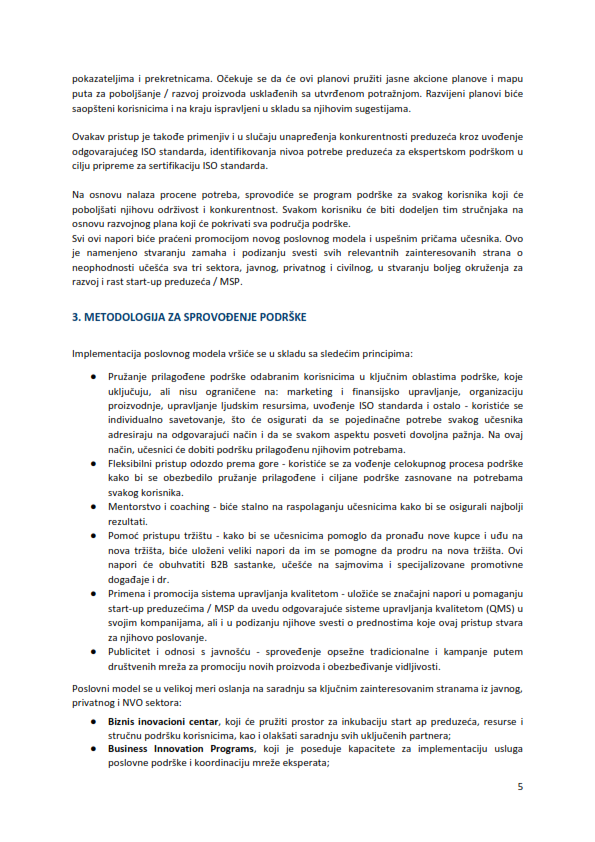 pokazateljima i prekretnicama. Očekuje se da će ovi planovi pružiti jasne akcione planove i mapu
puta za poboljšanje / razvoj proizvoda usklađenih sa utvrđenom potražnjom. Razvijeni planovi biće
saopšteni korisnicima i na kraju ispravljeni u skladu sa njihovim sugestijama.
Ovakav pristup je takođe primenjiv i u slučaju unapređenja konkurentnosti preduzeća kroz uvođenje
odgovarajućeg ISO standarda, identifikovanja nivoa potrebe preduzeća za ekspertskom podrškom u
cilju pripreme za sertifikaciju ISO standarda.
Na osnovu nalaza procene potreba, sprovodiće se program podrške za svakog korisnika koji će
poboljšati njihovu održivost i konkurentnost. Svakom korisniku će biti dodeljen tim stručnjaka na
osnovu razvojnog plana koji će pokrivati sva područja podrške.
Svi ovi napori biće praćeni promocijom novog poslovnog modela i uspešnim pričama učesnika. Ovo
je namenjeno stvaranju zamaha i podizanju svesti svih relevantnih zainteresovanih strana o
neophodnosti učešća sva tri sektora, javnog, privatnog i civilnog, u stvaranju boljeg okruženja za
razvoj i rast start-up preduzeća / MSP.
3. METODOLOGIJA ZA SPROVOĐENJE PODRŠKE
Implementacija poslovnog modela vršiće se u skladu sa sledećim principima:
● Pružanje prilagođene podrške odabranim korisnicima u ključnim oblastima podrške, koje
uključuju, ali nisu ograničene na: marketing i finansijsko upravljanje, organizaciju
proizvodnje, upravljanje ljudskim resursima, uvođenje ISO standarda i ostalo - koristiće se
individualno savetovanje, što će osigurati da se pojedinačne potrebe svakog učesnika
adresiraju na odgovarajući način i da se svakom aspektu posveti dovoljna pažnja. Na ovaj
način, učesnici će dobiti podršku prilagođenu njihovim potrebama.
● Fleksibilni pristup odozdo prema gore - koristiće se za vođenje celokupnog procesa podrške
kako bi se obezbedilo pružanje prilagođene i ciljane podrške zasnovane na potrebama
svakog korisnika.
● Mentorstvo i coaching - biće stalno na raspolaganju učesnicima kako bi se osigurali najbolji
rezultati.
● Pomoć pristupu tržištu - kako bi se učesnicima pomoglo da pronađu nove kupce i uđu na
nova tržišta, biće uloženi veliki napori da im se pomogne da prodru na nova tržišta. Ovi
napori će obuhvatiti B2B sastanke, učešće na sajmovima i specijalizovane promotivne
događaje i dr.
● Primena i promocija sistema upravljanja kvalitetom - uložiće se značajni napori u pomaganju
start-up preduzećima / MSP da uvedu odgovarajuće sisteme upravljanja kvalitetom (QMS) u
svojim kompanijama, ali i u podizanju njihove svesti o prednostima koje ovaj pristup stvara
za njihovo poslovanje.
● Publicitet i odnosi s javnošću - sproveđenje opsežne tradicionalne i kampanje putem
društvenih mreža za promociju novih proizvoda i obezbeđivanje vidljivosti.
Poslovni model se u velikoj meri oslanja na saradnju sa ključnim zainteresovanim stranama iz javnog,
privatnog i NVO sektora:
● Biznis inovacioni centar, koji će pružiti prostor za inkubaciju start ap preduzeća, resurse i
stručnu podršku korisnicima, kao i olakšati saradnju svih uključenih partnera;
● Business Innovation Programs, koji je poseduje kapacitete za implementaciju usluga
poslovne podrške i koordinaciju mreže eksperata;
5